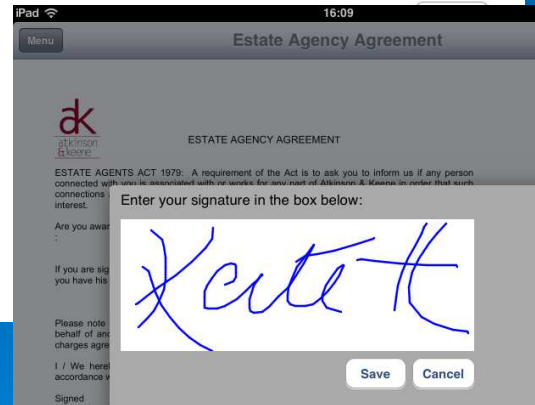 iPad 16:09
Menu Estate Agency Agreement
ak
atkinson
&keene
ESTATE AGENCY AGREEMENT
ESTATE AGENTS ACT 1979: A requirement of the Act is to ask you to inform us if any person
connected with you is associated with or works for any part of Atkinson & Keene in order that such
connections
interest.
Enter your signature in the box below:
Are you awar
:
If you are sig
you have his
Please note
behalf of and
charges agre
I / We herel
accordance w
Save Cancel
Signed